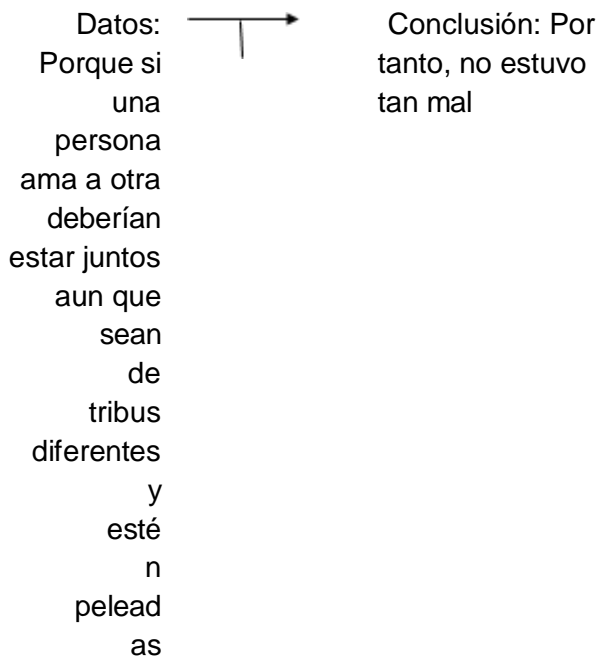 Datos:
Porque si
una
persona
ama a otra
deberían
estar juntos
aun que
sean
de
tribus
diferentes
y
esté
n
pelead
as
Conclusión: Por
tanto, no estuvo
tan mal